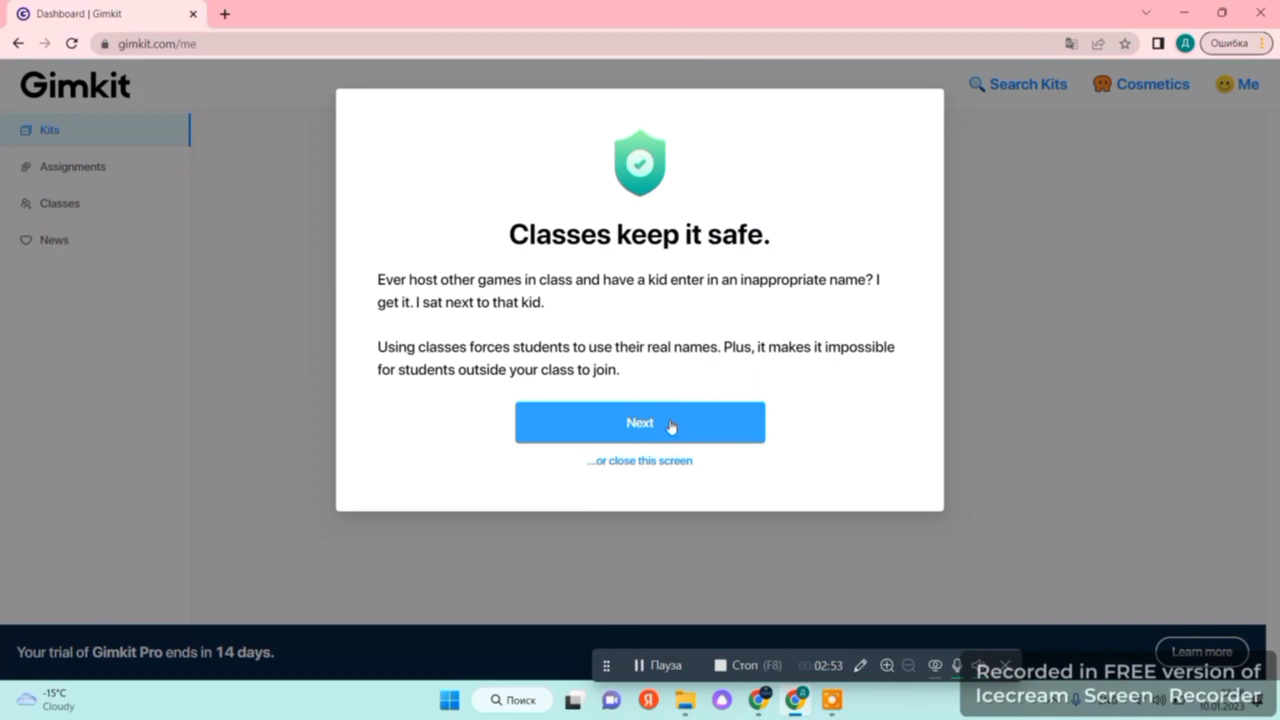 Dashboard | Gimkit
gimkit.com/me
Д
Ошибка
Gimkit
Search Kits
Cosmetics
Me
Kits
Assignments
Classes
News
Classes keep it safe.
Ever host other games in class and have a kid enter in an inappropriate name? I
get it. I sat next to that kid.
Using classes forces students to use their real names. Plus, it makes it impossible
for students outside your class to join.
Next
...or close this screen
Your trial of Gimkit Pro ends in 14 days.
Learn more
Пауза
Стоп (F8)
00:02:53
Recorded in FREE version of
Icecream Screen Recorder
-15°C
Cloudy
Поиск
10.01.2023